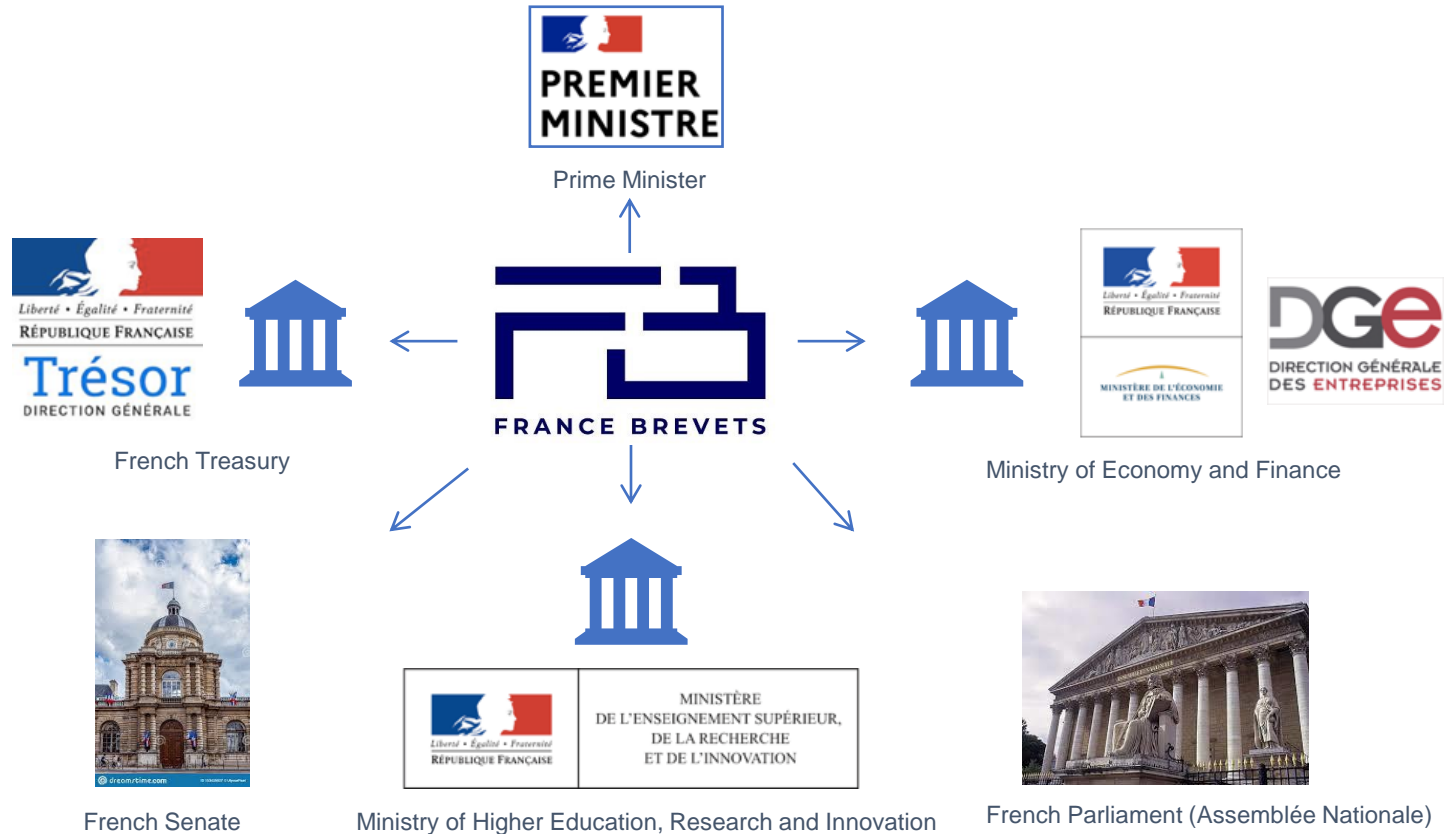 PREMIER
MINISTRE
Prime Minister
Liberté • Égalité • Fraternité
RÉPUBLIQUE FRANÇAISE
Trésor
DIRECTION GÉNÉRALE
French Treasury
FRANCE BREVETS
Liberté • Égalité • Fraternité
RÉPUBLIQUE FRANÇAISE
MINISTÈRE DE L'ÉCONOMIE
ET DES FINANCES
DGe
DIRECTION GÉNÉRALE
DES ENTREPRISES
Ministry of Economy and Finance
dreamstime.com
French Senate
Liberté • Égalité • Fraternité
RÉPUBLIQUE FRANÇAISE
MINISTÈRE
DE L'ENSEIGNEMENT SUPÉRIEUR,
DE LA RECHERCHE
ET DE L'INNOVATION
Ministry of Higher Education, Research and Innovation
French Parliament (Assemblée Nationale)